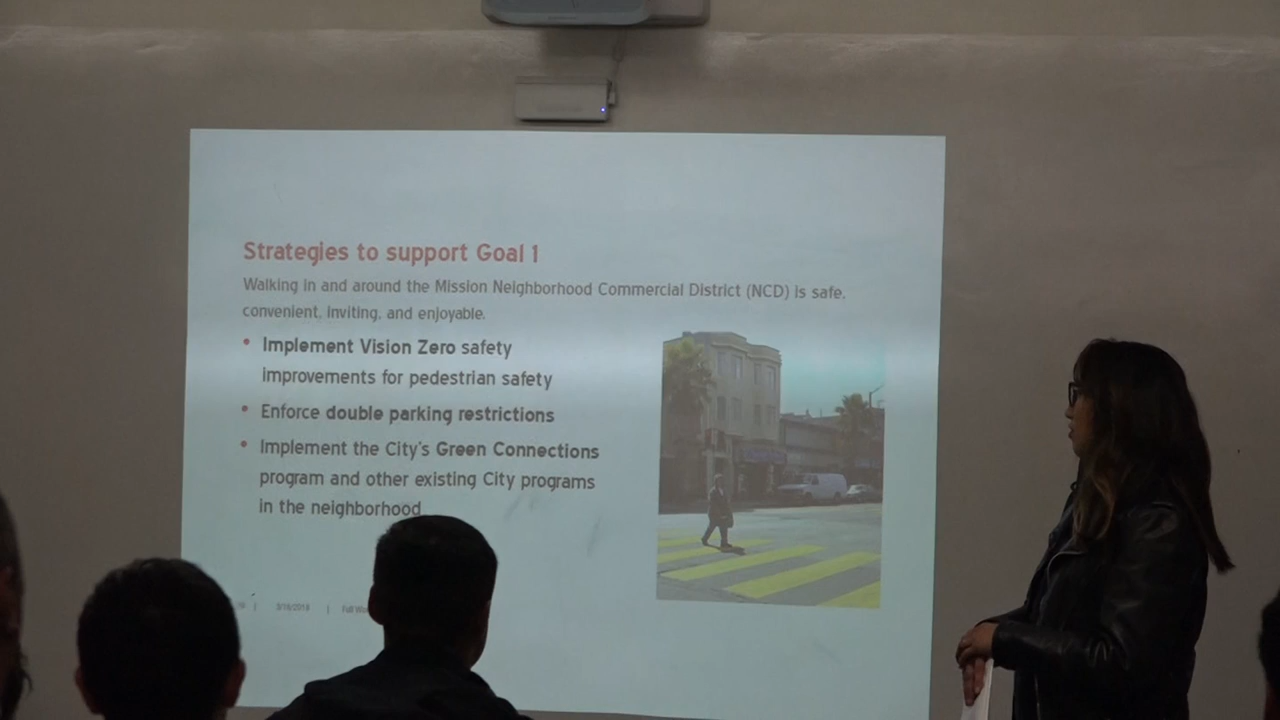 Strategies to support Goal 1
Walking in and around the Mission Neighborhood Commercial District (NCD) is safe,
convenient, inviting, and enjoyable.
• Implement Vision Zero safety
improvements for pedestrian safety
• Enforce double parking restrictions
• Implement the City's Green Connections
program and other existing City programs
in the neighborhood